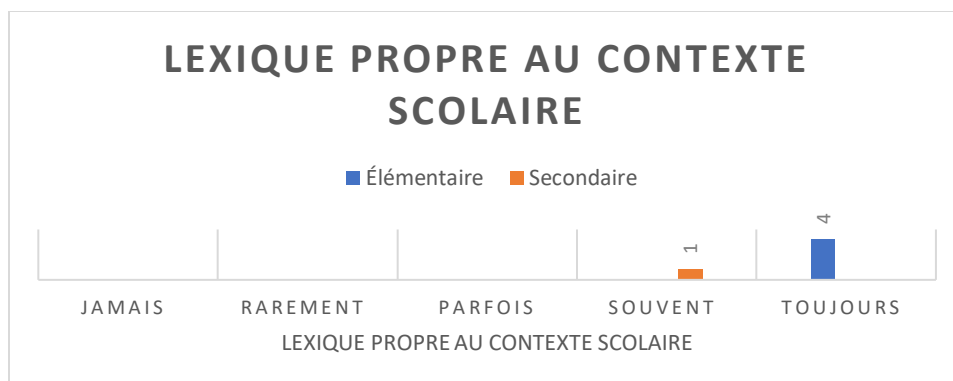 LEXIQUE PROPRE AU CONTEXTE
SCOLAIRE
Élémentaire Secondaire
1 4
JAMAIS RAREMENT PARFOIS SOUVENT TOUJOURS
LEXIQUE PROPRE AU CONTEXTE SCOLAIRE